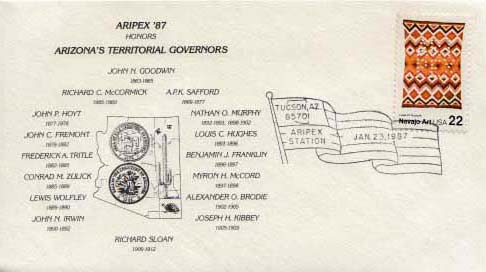 ARIPEX '87
HONORS
ARIZONA'S TERRITORIAL GOVERNORS
JOHN N. GOODWIN
1863-1865
RICHARD C. McCORMICK
1865-1869
A.P.K. SAFFORD
1869-1877
JOHN P. HOYT
1877-1878
JOHN C. FREMONT
1878-1882
FREDERICK A. TRITLE
1882-1885
CONRAD M. ZULICK
1885-1889
LEWIS WOLFLEY
1889-1890
JOHN N. IRWIN
1890-1892
NATHAN O. MURPHY
1892-1893, 1898-1902
LOUIS C. HUGHES
1893-1896
BENJAMIN J. FRANKLIN
1896-1897
MYRON H. McCORD
1897-1898
ALEXANDER O. BRODIE
1902-1905
JOSEPH H. KIBBEY
1905-1909
RICHARD SLOAN
1909-1912
TUCSON, AZ
85701
ARIPEX
STATION
JAN. 23, 1987
Navajo Art USA 22